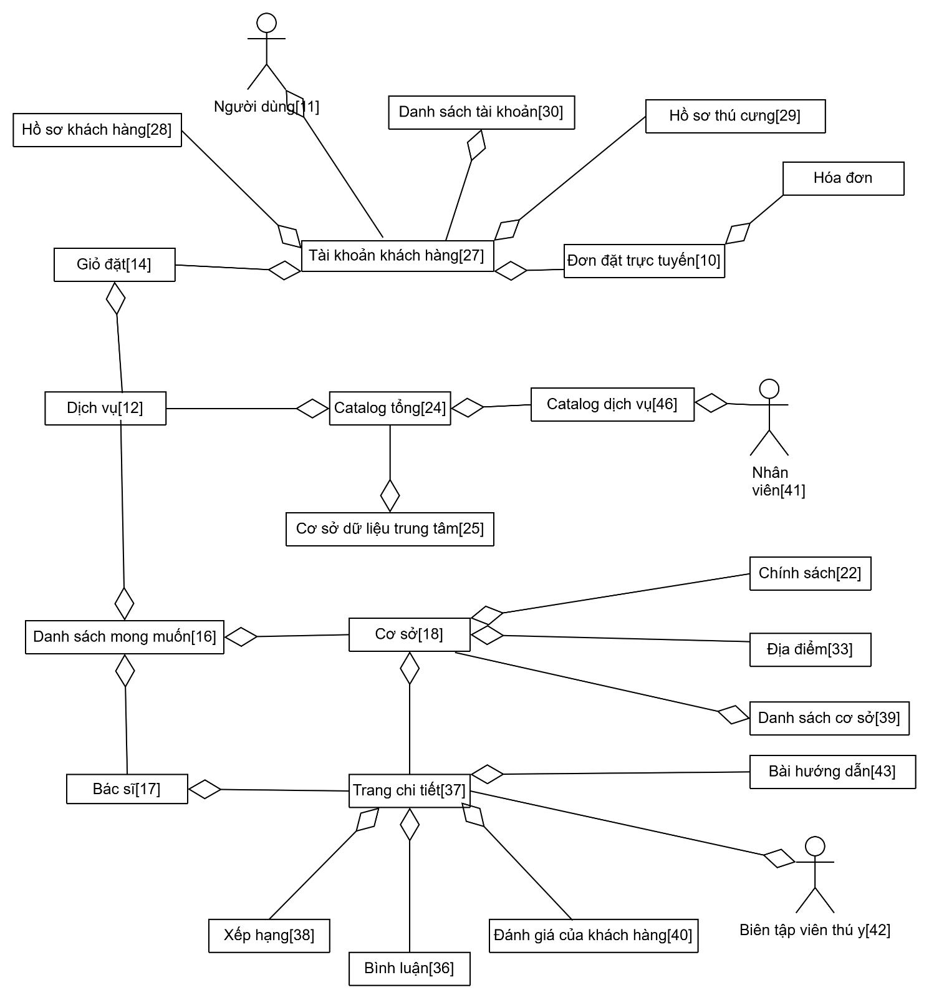 Người dùng[11]
Danh sách tài khoản[30]
Hồ sơ thú cưng[29]
Hồ sơ khách hàng[28]
Hóa đơn
Tài khoản khách hàng[27]
Đơn đặt trực tuyến[10]
Giỏ đặt[14]
Dịch vụ[12]
Catalog tổng[24]
Catalog dịch vụ[46]
Nhân
viên[41]
Cơ sở dữ liệu trung tâm[25]
Chính sách[22]
Danh sách mong muốn[16]
Cơ sở[18]
Địa điểm[33]
Danh sách cơ sở[39]
Bài hướng dẫn[43]
Bác sĩ[17]
Trang chi tiết[37]
Biên tập viên thú y[42]
Xếp hạng[38]
Đánh giá của khách hàng[40]
Bình luận[36]